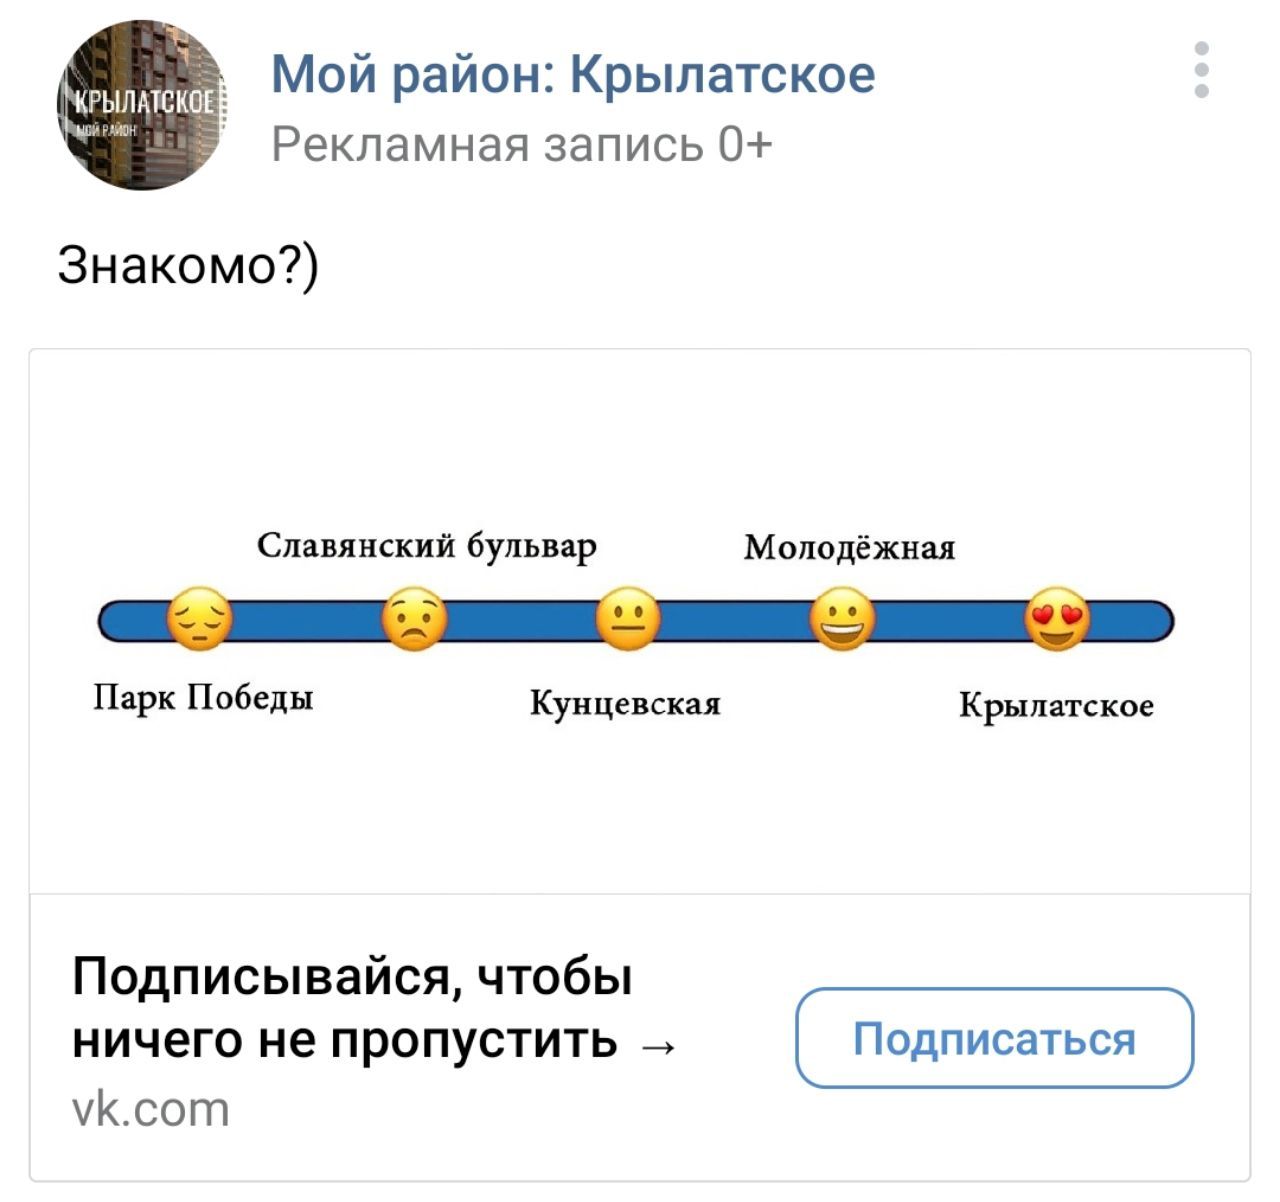 КРЫЛАТСКОЕ
МОЙ РАЙОН
Мой район: Крылатское
Рекламная запись 0+
Знакомо?)
Славянский бульвар
Молодёжная
Парк Победы
Кунцевская
Крылатское
Подписывайся, чтобы
ничего не пропустить →
Подписаться
vk.com